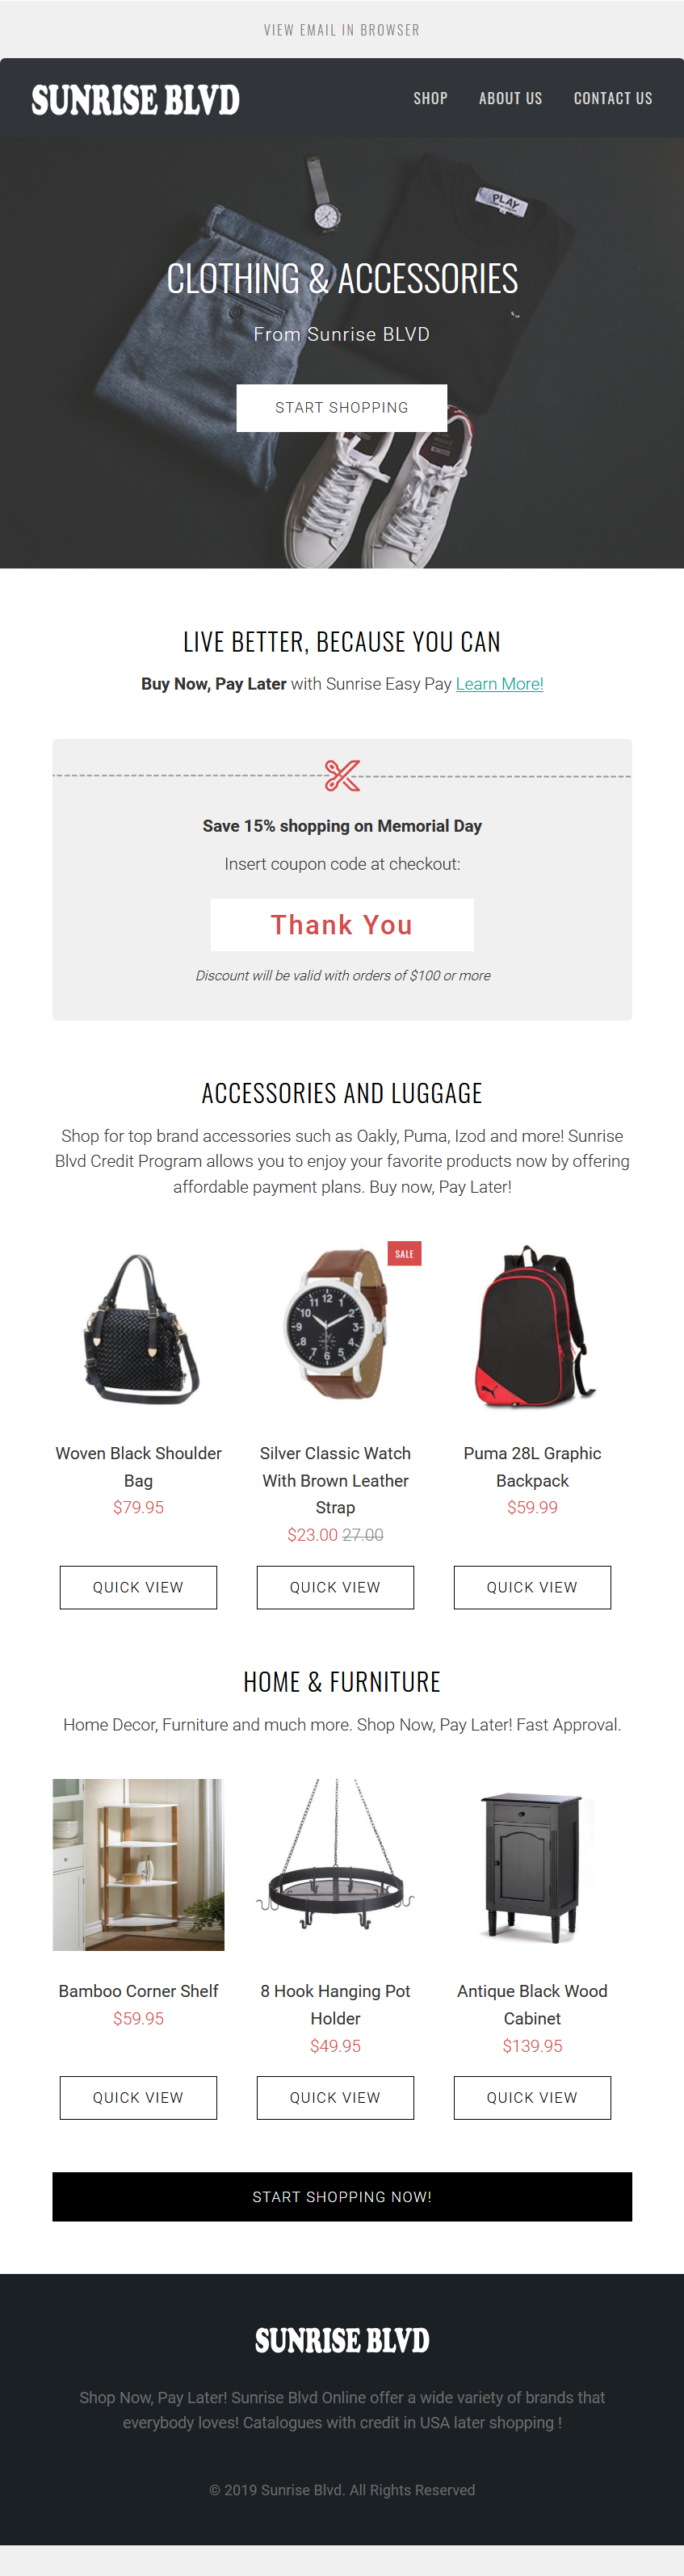 VIEW EMAIL IN BROWSER
SUNRISE BLVD
SHOP ABOUT US CONTACT US
PLAY
CLOTHING & ACCESSORIES
From Sunrise BLVD
START SHOPPING
LIVE BETTER, BECAUSE YOU CAN
Buy Now, Pay Later with Sunrise Easy Pay Learn More!
Save 15% shopping on Memorial Day
Insert coupon code at checkout:
Thank You
Discount will be valid with orders of $100 or more
ACCESSORIES AND LUGGAGE
Shop for top brand accessories such as Oakly, Puma, Izod and more! Sunrise
Blvd Credit Program allows you to enjoy your favorite products now by offering
affordable payment plans. Buy now, Pay Later!
SALE
Woven Black Shoulder
Bag
$79.95
QUICK VIEW
Silver Classic Watch
With Brown Leather
Strap
$23.00 27.00
QUICK VIEW
Puma 28L Graphic
Backpack
$59.99
QUICK VIEW
HOME & FURNITURE
Home Decor, Furniture and much more. Shop Now, Pay Later! Fast Approval.
Bamboo Corner Shelf
$59.95
QUICK VIEW
8 Hook Hanging Pot
Holder
$49.95
QUICK VIEW
Antique Black Wood
Cabinet
$139.95
QUICK VIEW
START SHOPPING NOW!
SUNRISE BLVD
Shop Now, Pay Later! Sunrise Blvd Online offer a wide variety of brands that
everybody loves! Catalogues with credit in USA later shopping !
© 2019 Sunrise Blvd. All Rights Reserved